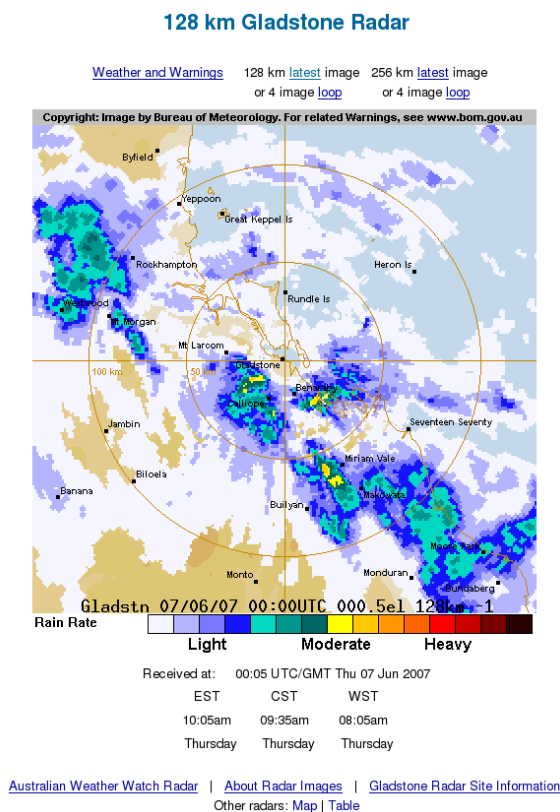 128 km Gladstone Radar
Weather and Warnings 128 km latest image 256 km latest image
or 4 image loop or 4 image loop
Copyright: Image by Bureau of Meteorology. For related Warnings, see www.bom.gov.au
Byfield
Yeppoon
Great Keppel Is
Rockhampton
Heron Is
Rundle Is
Westwood
Mt Morgan
Mt Larcom
Gladstone
100 km
50 km
Benaraby
Calliope
Jambin
Seventeen Seventy
Miriam Vale
Biloela
Banana
Makowata
Builyan
Moore Park
Monto
Monduran
Bundaberg
Gladstn 07/06/07 00:00UTC 000.5el 128km -1
Rain Rate
Light Moderate Heavy
Received at: 00:05 UTC/GMT Thu 07 Jun 2007
EST CST WST
10:05am 09:35am 08:05am
Thursday Thursday Thursday
Australian Weather Watch Radar | About Radar Images | Gladstone Radar Site Information
Other radars: Map | Table